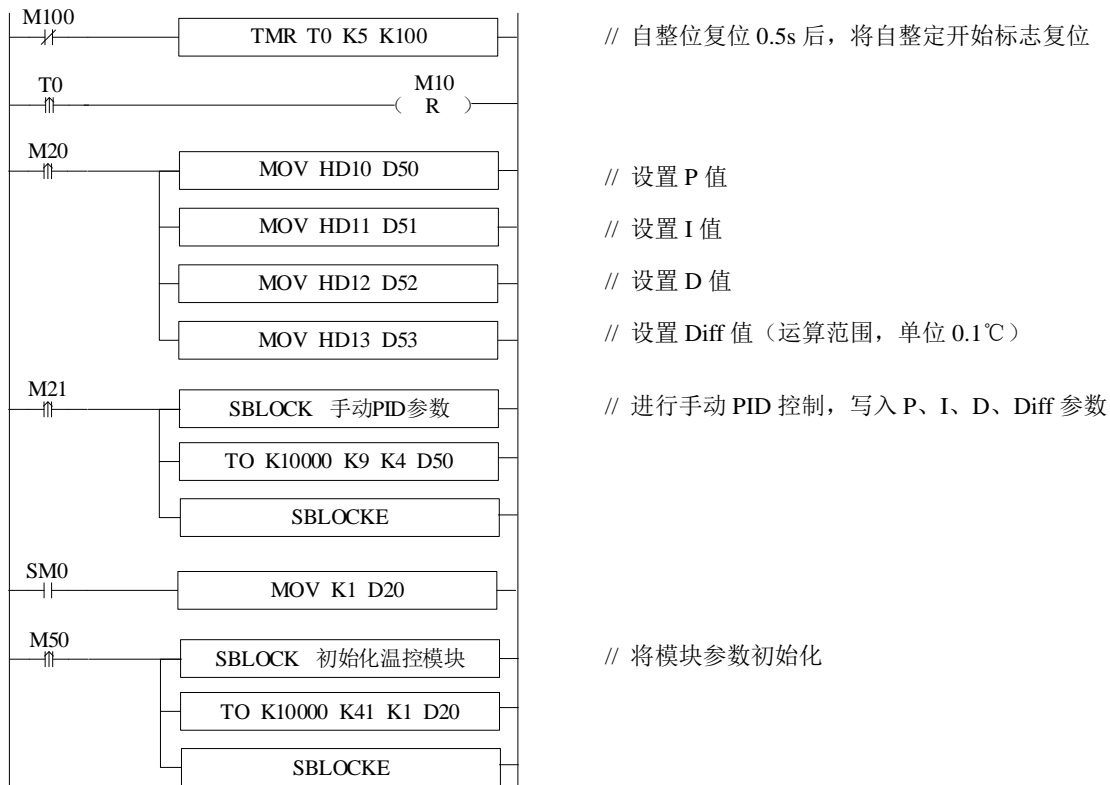 M100
TMR T0 K5 K100 // 自整位复位 0.5s 后，将自整定开始标志复位
T0 M10
( R )
M20
MOV HD10 D50 // 设置 P 值
MOV HD11 D51 // 设置 I 值
MOV HD12 D52 // 设置 D 值
MOV HD13 D53 // 设置 Diff 值（运算范围，单位 0.1℃）
M21
SBLOCK 手动PID参数 // 进行手动 PID 控制，写入 P、I、D、Diff 参数
TO K10000 K9 K4 D50
SBLOCKE
SM0
MOV K1 D20
M50
SBLOCK 初始化温控模块 // 将模块参数初始化
TO K10000 K41 K1 D20
SBLOCKE